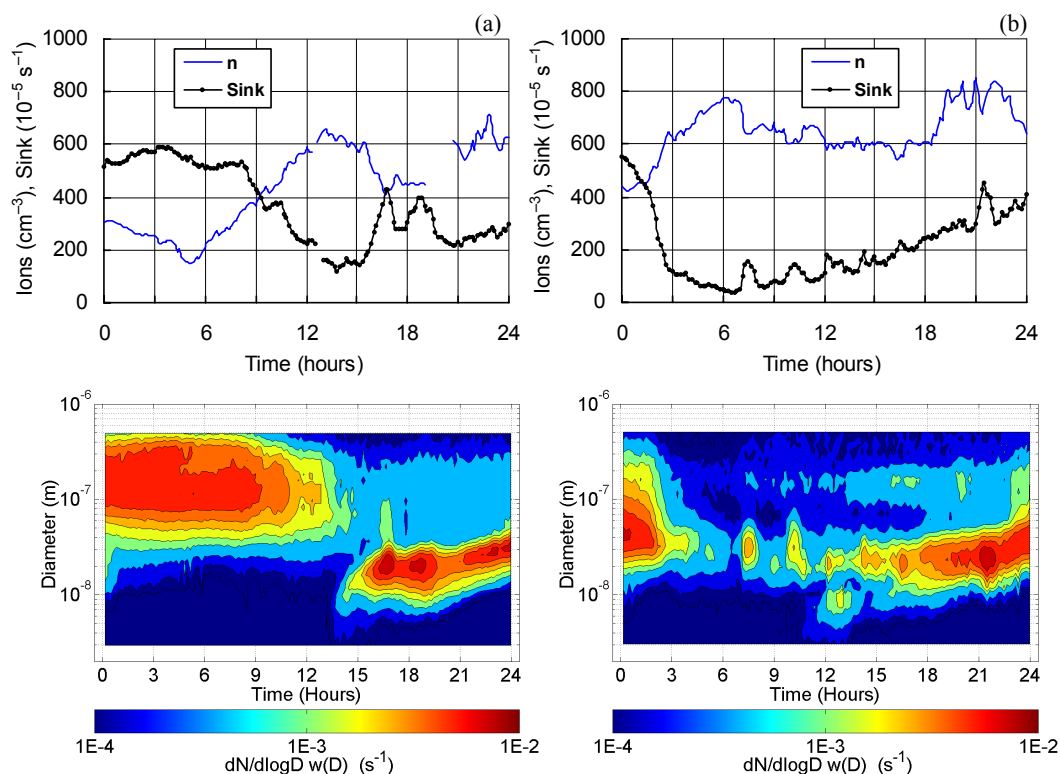 (a)
Ions (cm⁻³), Sink (10⁻⁵ s⁻¹)
1000
800
600
400
200
0
n
Sink
0 6 12 18 24
Time (hours)
(b)
Ions (cm⁻³), Sink (10⁻⁵ s⁻¹)
1000
800
600
400
200
0
n
Sink
0 6 12 18 24
Time (hours)
Diameter (m)
10⁻⁶
10⁻⁷
10⁻⁸
0 3 6 9 12 15 18 21 24
Time (Hours)
1E-4 1E-3 1E-2
dN/dlogD w(D) (s⁻¹)
Diameter (m)
10⁻⁶
10⁻⁷
10⁻⁸
0 3 6 9 12 15 18 21 24
Time (Hours)
1E-4 1E-3 1E-2
dN/dlogD w(D) (s⁻¹)